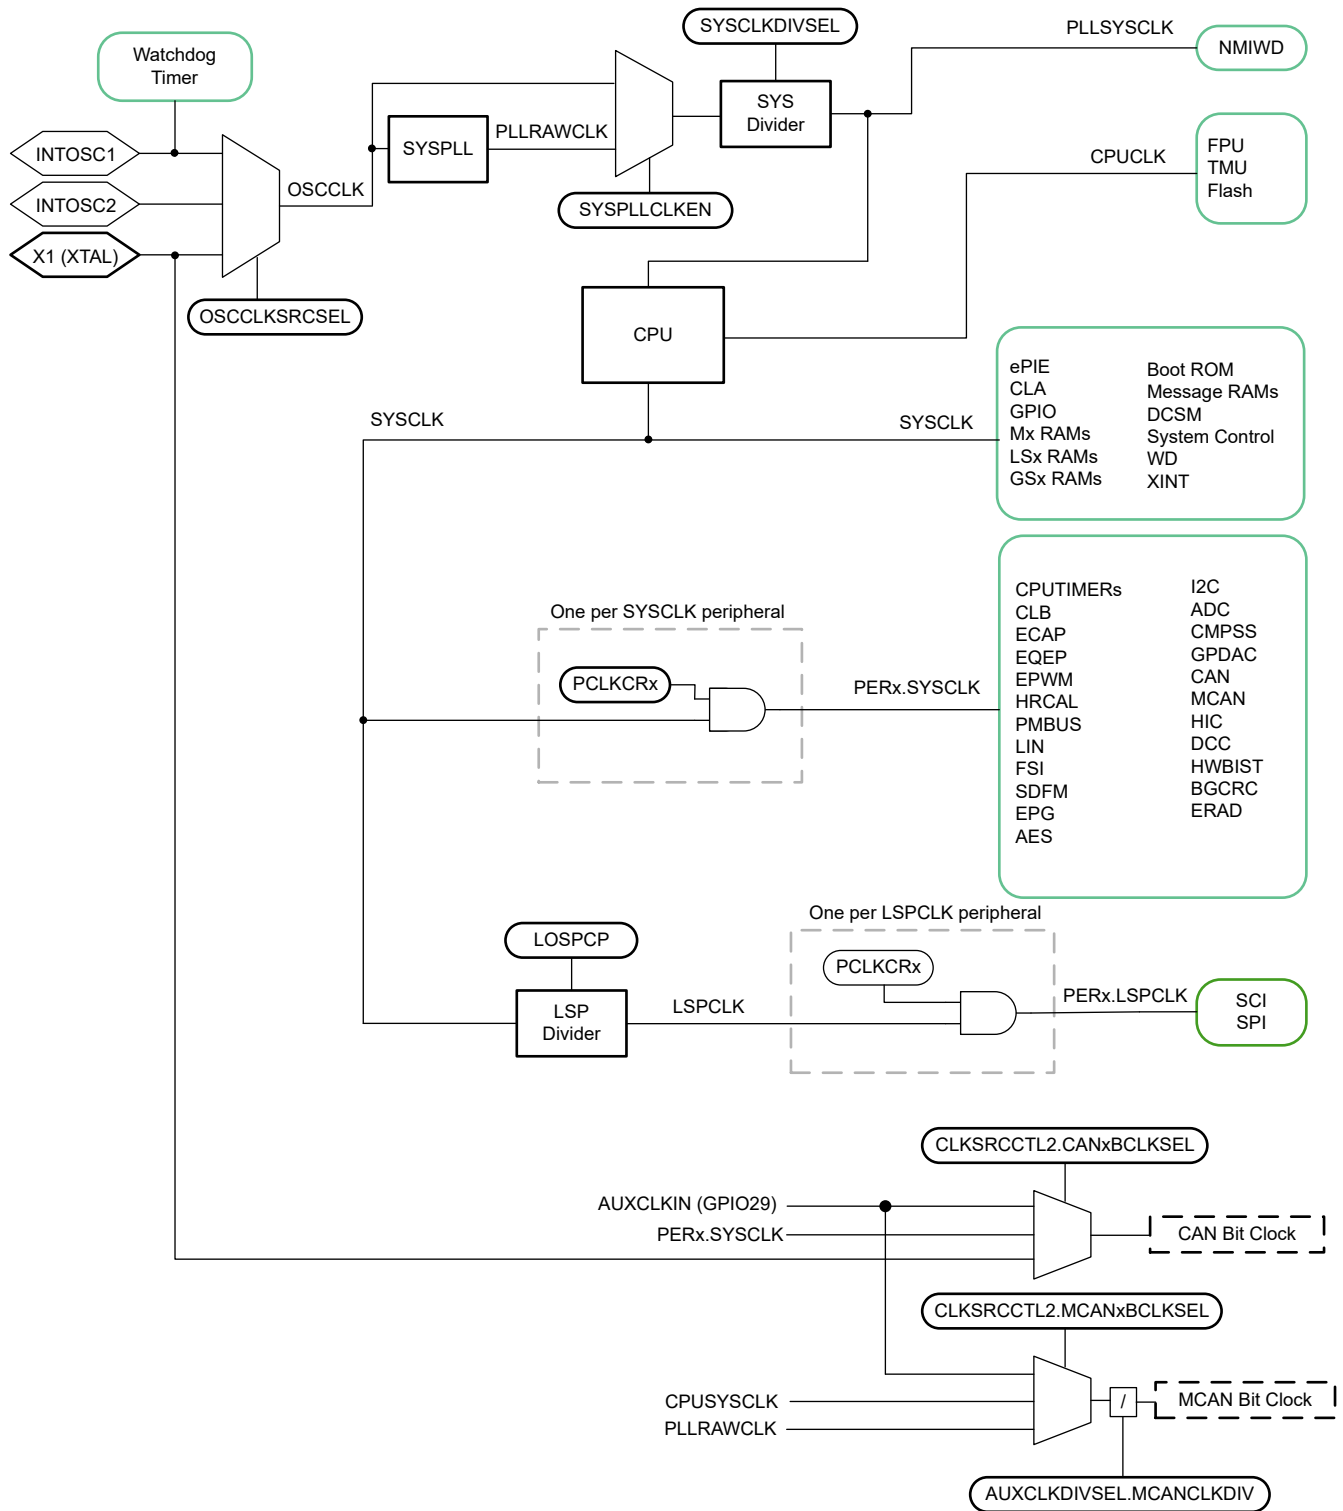 SYSCLKDIVSEL
PLLSYSCLK
NMIWD
Watchdog
Timer
SYS
Divider
PLLRAWCLK
SYSPLL
INTOSC1
OSCCLK
INTOSC2
SYSPLLCLKEN
X1 (XTAL)
OSCCLKSRCSEL
CPUCLK
FPU
TMU
Flash
CPU
SYSCLK
SYSCLK
ePIE
CLA
GPIO
Mx RAMs
LSx RAMs
GSx RAMs
Boot ROM
Message RAMs
DCSM
System Control
WD
XINT
One per SYSCLK peripheral
PCLKCRx
PERx.SYSCLK
CPUTIMERs
CLB
ECAP
EQEP
EPWM
HRCAL
PMBUS
LIN
FSI
SDFM
EPG
AES
I2C
ADC
CMPSS
GPDAC
CAN
MCAN
HIC
DCC
HWBIST
BGCRC
ERAD
One per LSPCLK peripheral
LOSPCP
PCLKCRx
LSP
Divider
LSPCLK
PERx.LSPCLK
SCI
SPI
CLKSRCCTL2.CANxBCLKSEL
AUXCLKIN (GPIO29)
PERx.SYSCLK
CAN Bit Clock
CLKSRCCTL2.MCANxBCLKSEL
CPUSYSCLK
PLLRAWCLK
/
MCAN Bit Clock
AUXCLKDIVSEL.MCANCLKDIV